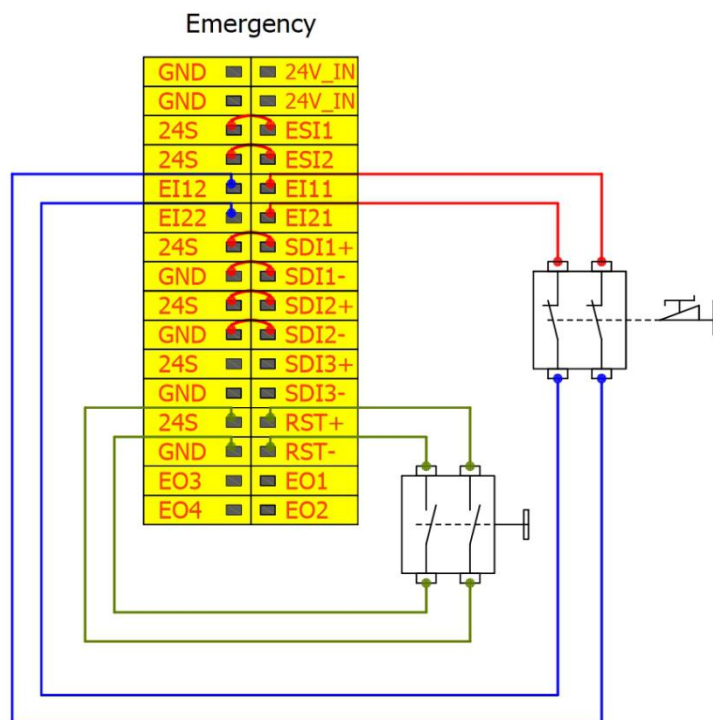 Emergency
GND 24V_IN
GND 24V_IN
24S ESI1
24S ESI2
EI12 EI11
EI22 EI21
24S SDI1+
GND SDI1-
24S SDI2+
GND SDI2-
24S SDI3+
GND SDI3-
24S RST+
GND RST-
EO3 EO1
EO4 EO2